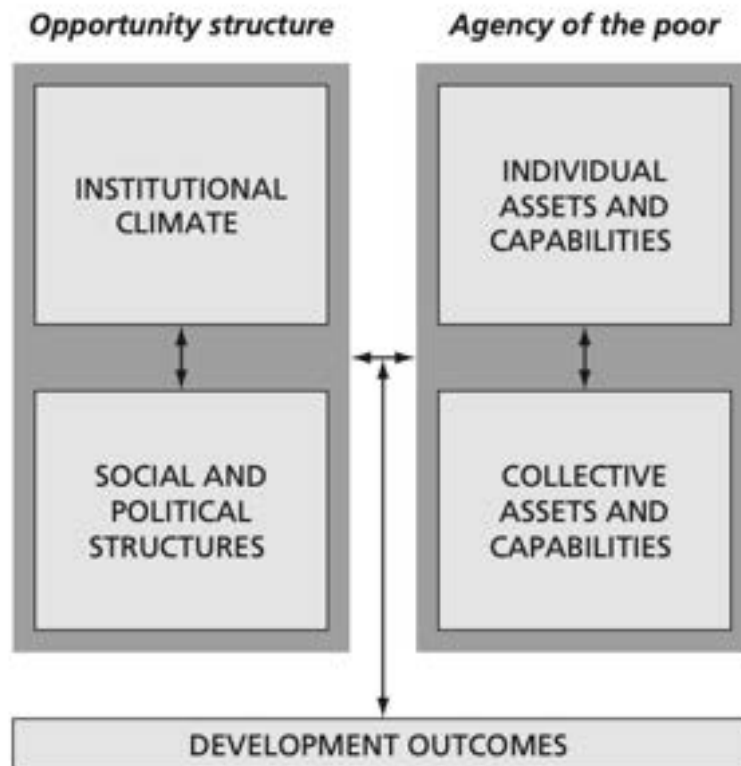 Opportunity structure
Agency of the poor
INSTITUTIONAL
CLIMATE
INDIVIDUAL
ASSETS AND
CAPABILITIES
SOCIAL AND
POLITICAL
STRUCTURES
COLLECTIVE
ASSETS AND
CAPABILITIES
DEVELOPMENT OUTCOMES